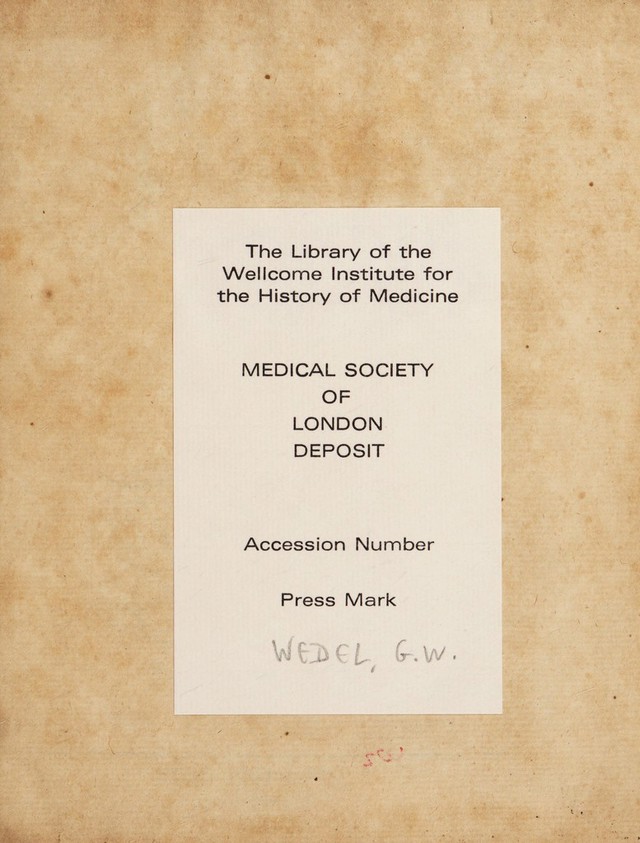 The Library of the
Wellcome Institute for
the History of Medicine
MEDICAL SOCIETY
OF
LONDON
DEPOSIT
Accession Number
Press Mark
WEDEL, G.W.